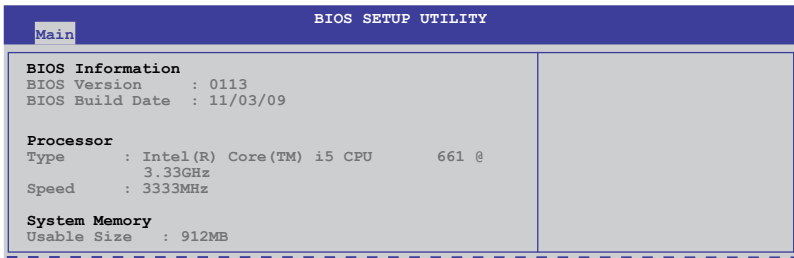 BIOS SETUP UTILITY
Main
BIOS Information
BIOS Version : 0113
BIOS Build Date : 11/03/09
Processor
Type : Intel(R) Core(TM) i5 CPU 661 @
3.33GHz
Speed : 3333MHz
System Memory
Usable Size : 912MB